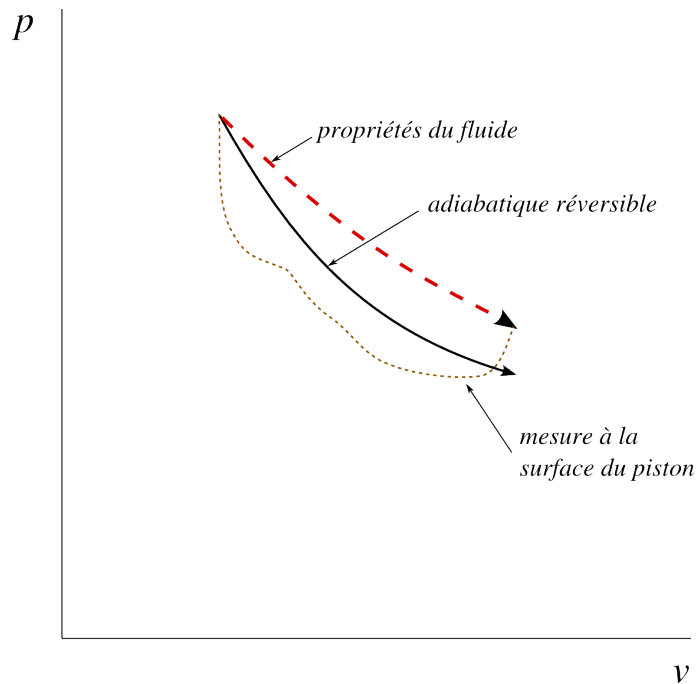 p
propriétés du fluide
adiabatique réversible
mesure à la
surface du piston
v